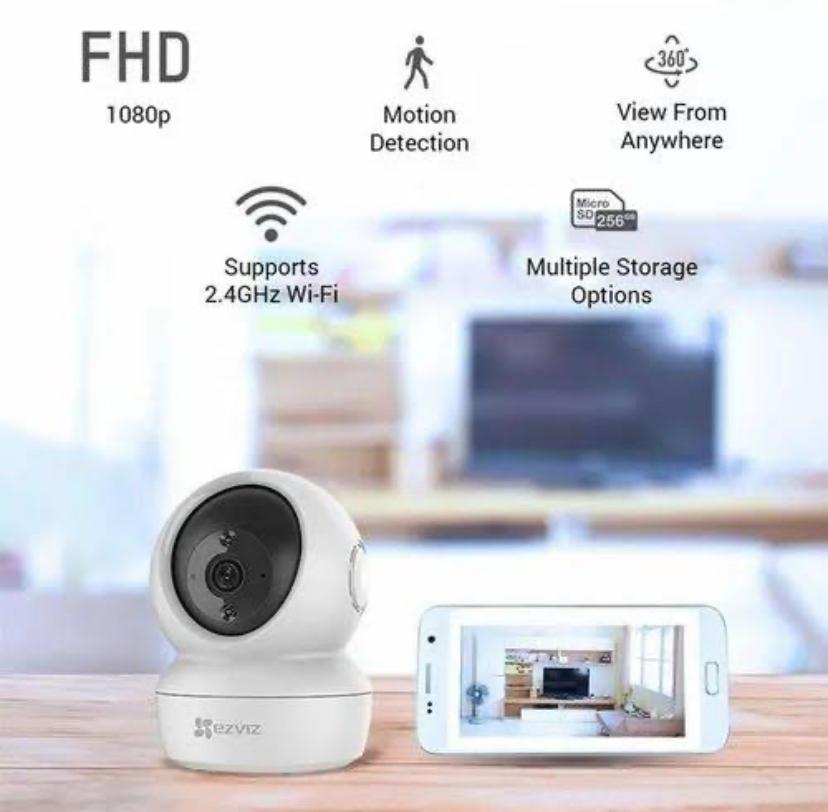 FHD
1080p
Motion
Detection
360°
View From
Anywhere
Supports
2.4GHz Wi-Fi
Micro
SD 256GB
Multiple Storage
Options
ezviz